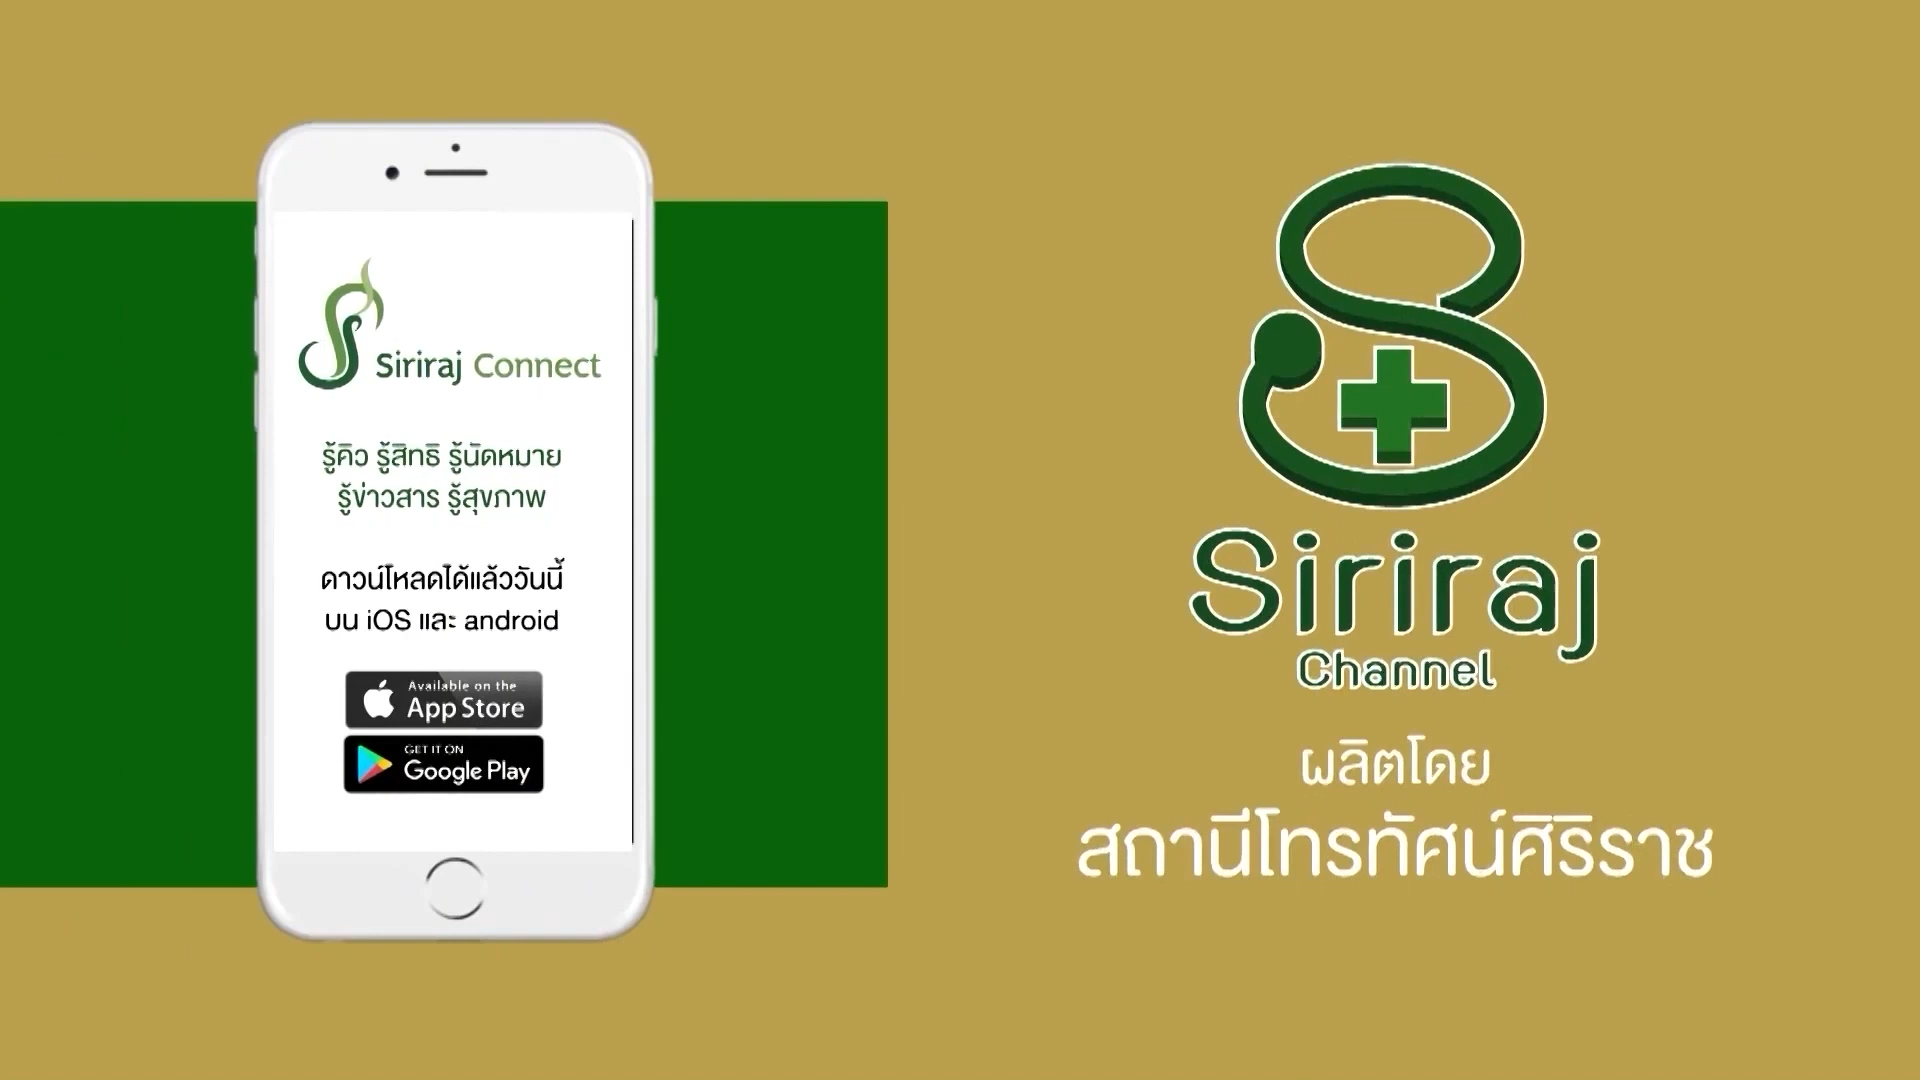 Siriraj Connect
รู้คิว รู้สิทธิ รู้นัดหมาย
รู้ข่าวสาร รู้สุขภาพ
ดาวน์โหลดได้แล้ววันนี้
บน iOS และ android
Available on the
App Store
GET IT ON
Google Play
Siriraj
Channel
ผลิตโดย
สถานีโทรทัศน์ศิริราช